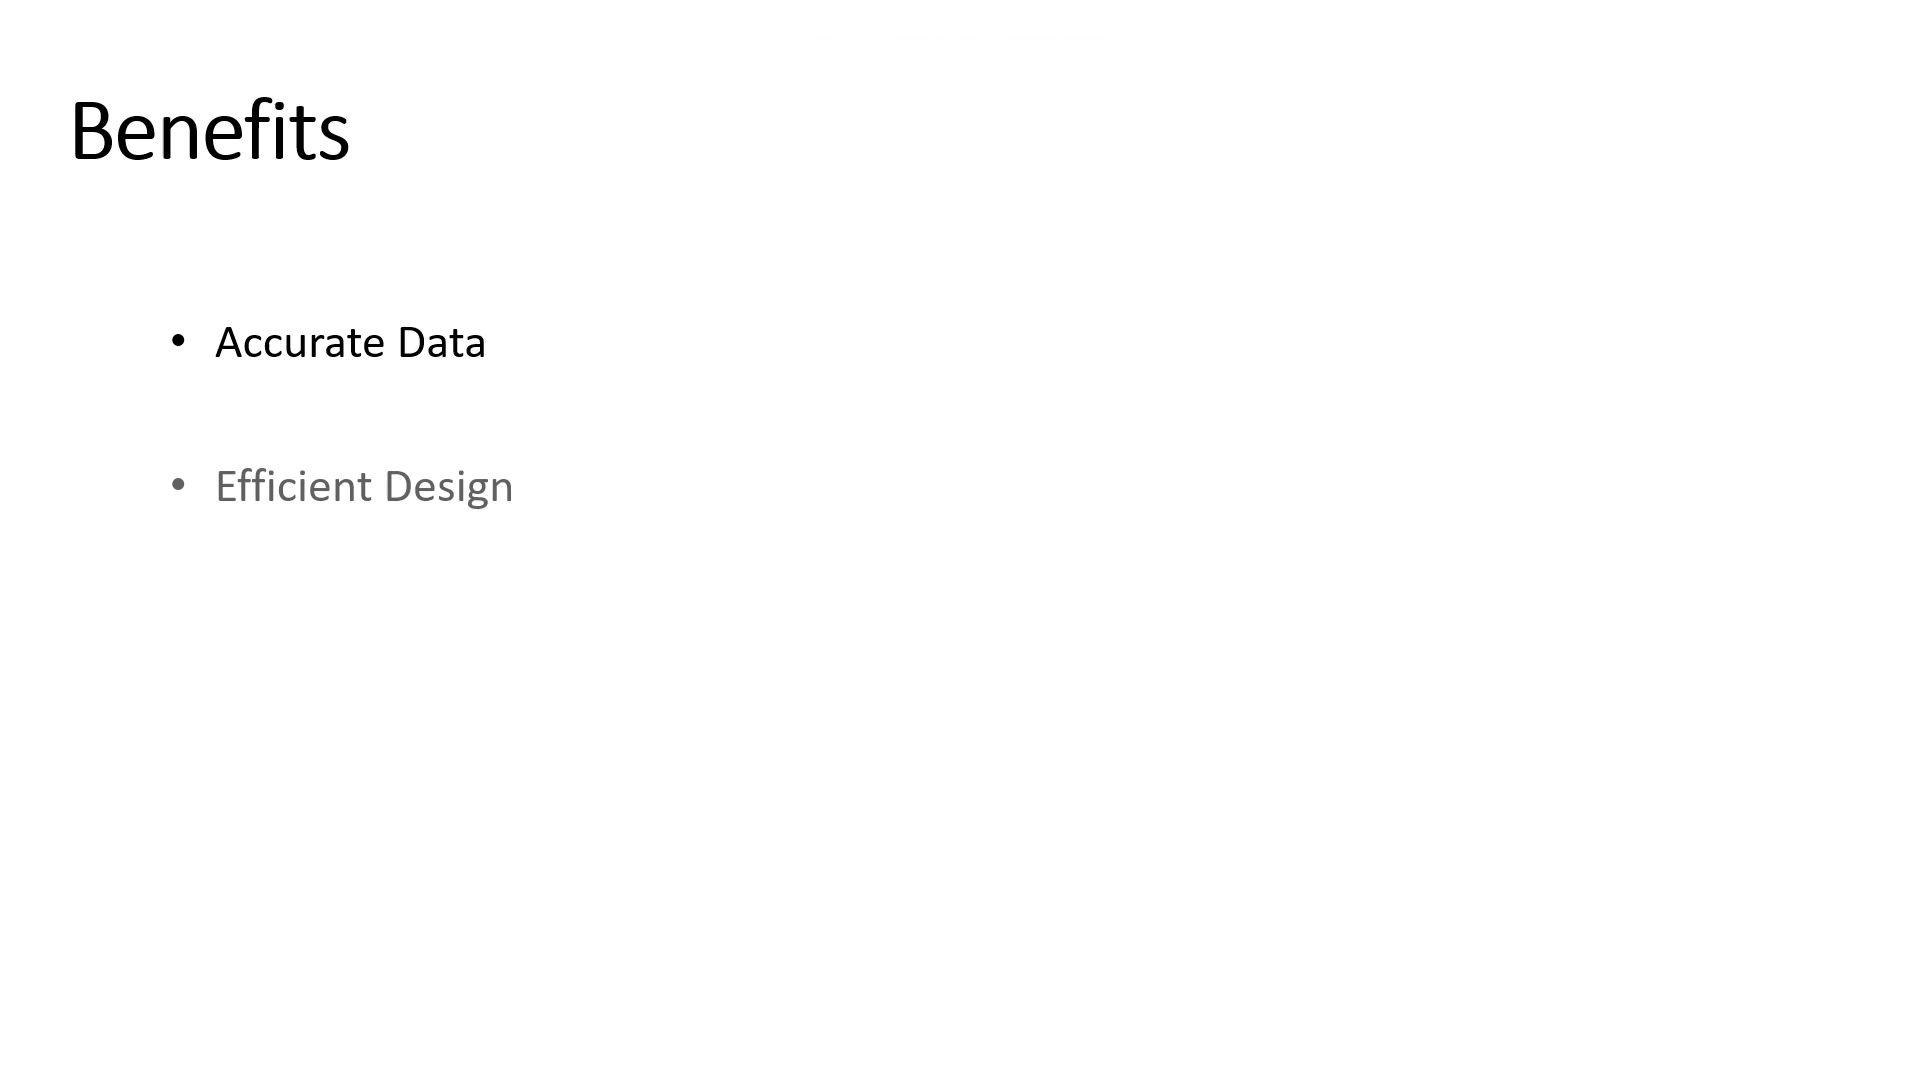 Benefits
• Accurate Data
• Efficient Design